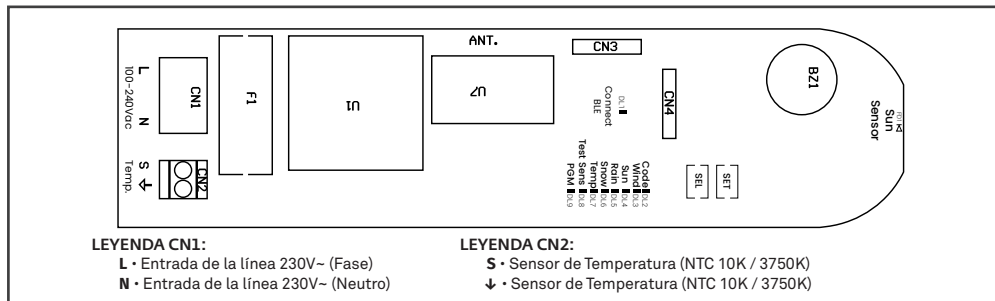 ANT.
CN3
BZ1
L
100-240Vac
N
CN1
F1
U1
U2
DL1
Connect
BLE
CN4
FD1
Sun
Sensor
S
Temp.
CN2
Code DL2
Wind DL3
Sun DL4
Rain DL5
Snow DL6
Temp DL7
Test Sens DL8
PGM DL9
SEL
SET
LEYENDA CN1:
L • Entrada de la línea 230V~ (Fase)
N • Entrada de la línea 230V~ (Neutro)
LEYENDA CN2:
S • Sensor de Temperatura (NTC 10K / 3750K)
↓ • Sensor de Temperatura (NTC 10K / 3750K)